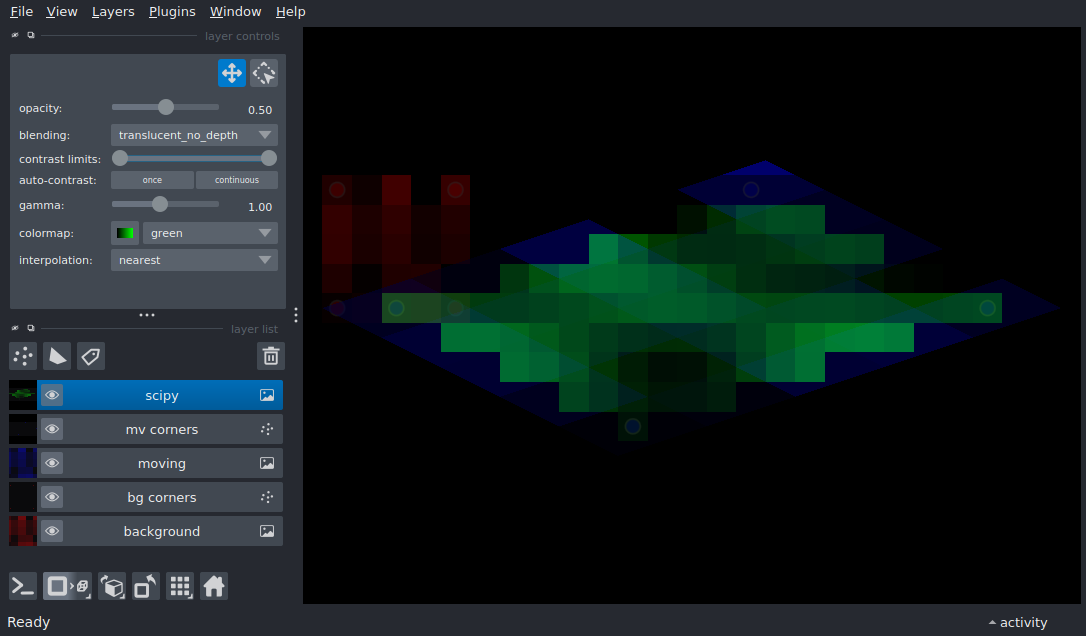 File View Layers Plugins Window Help
layer controls
opacity: 0.50
blending: translucent_no_depth
contrast limits:
auto-contrast: once continuous
gamma: 1.00
colormap: green
interpolation: nearest
layer list
scipy
mv corners
moving
bg corners
background
Ready activity